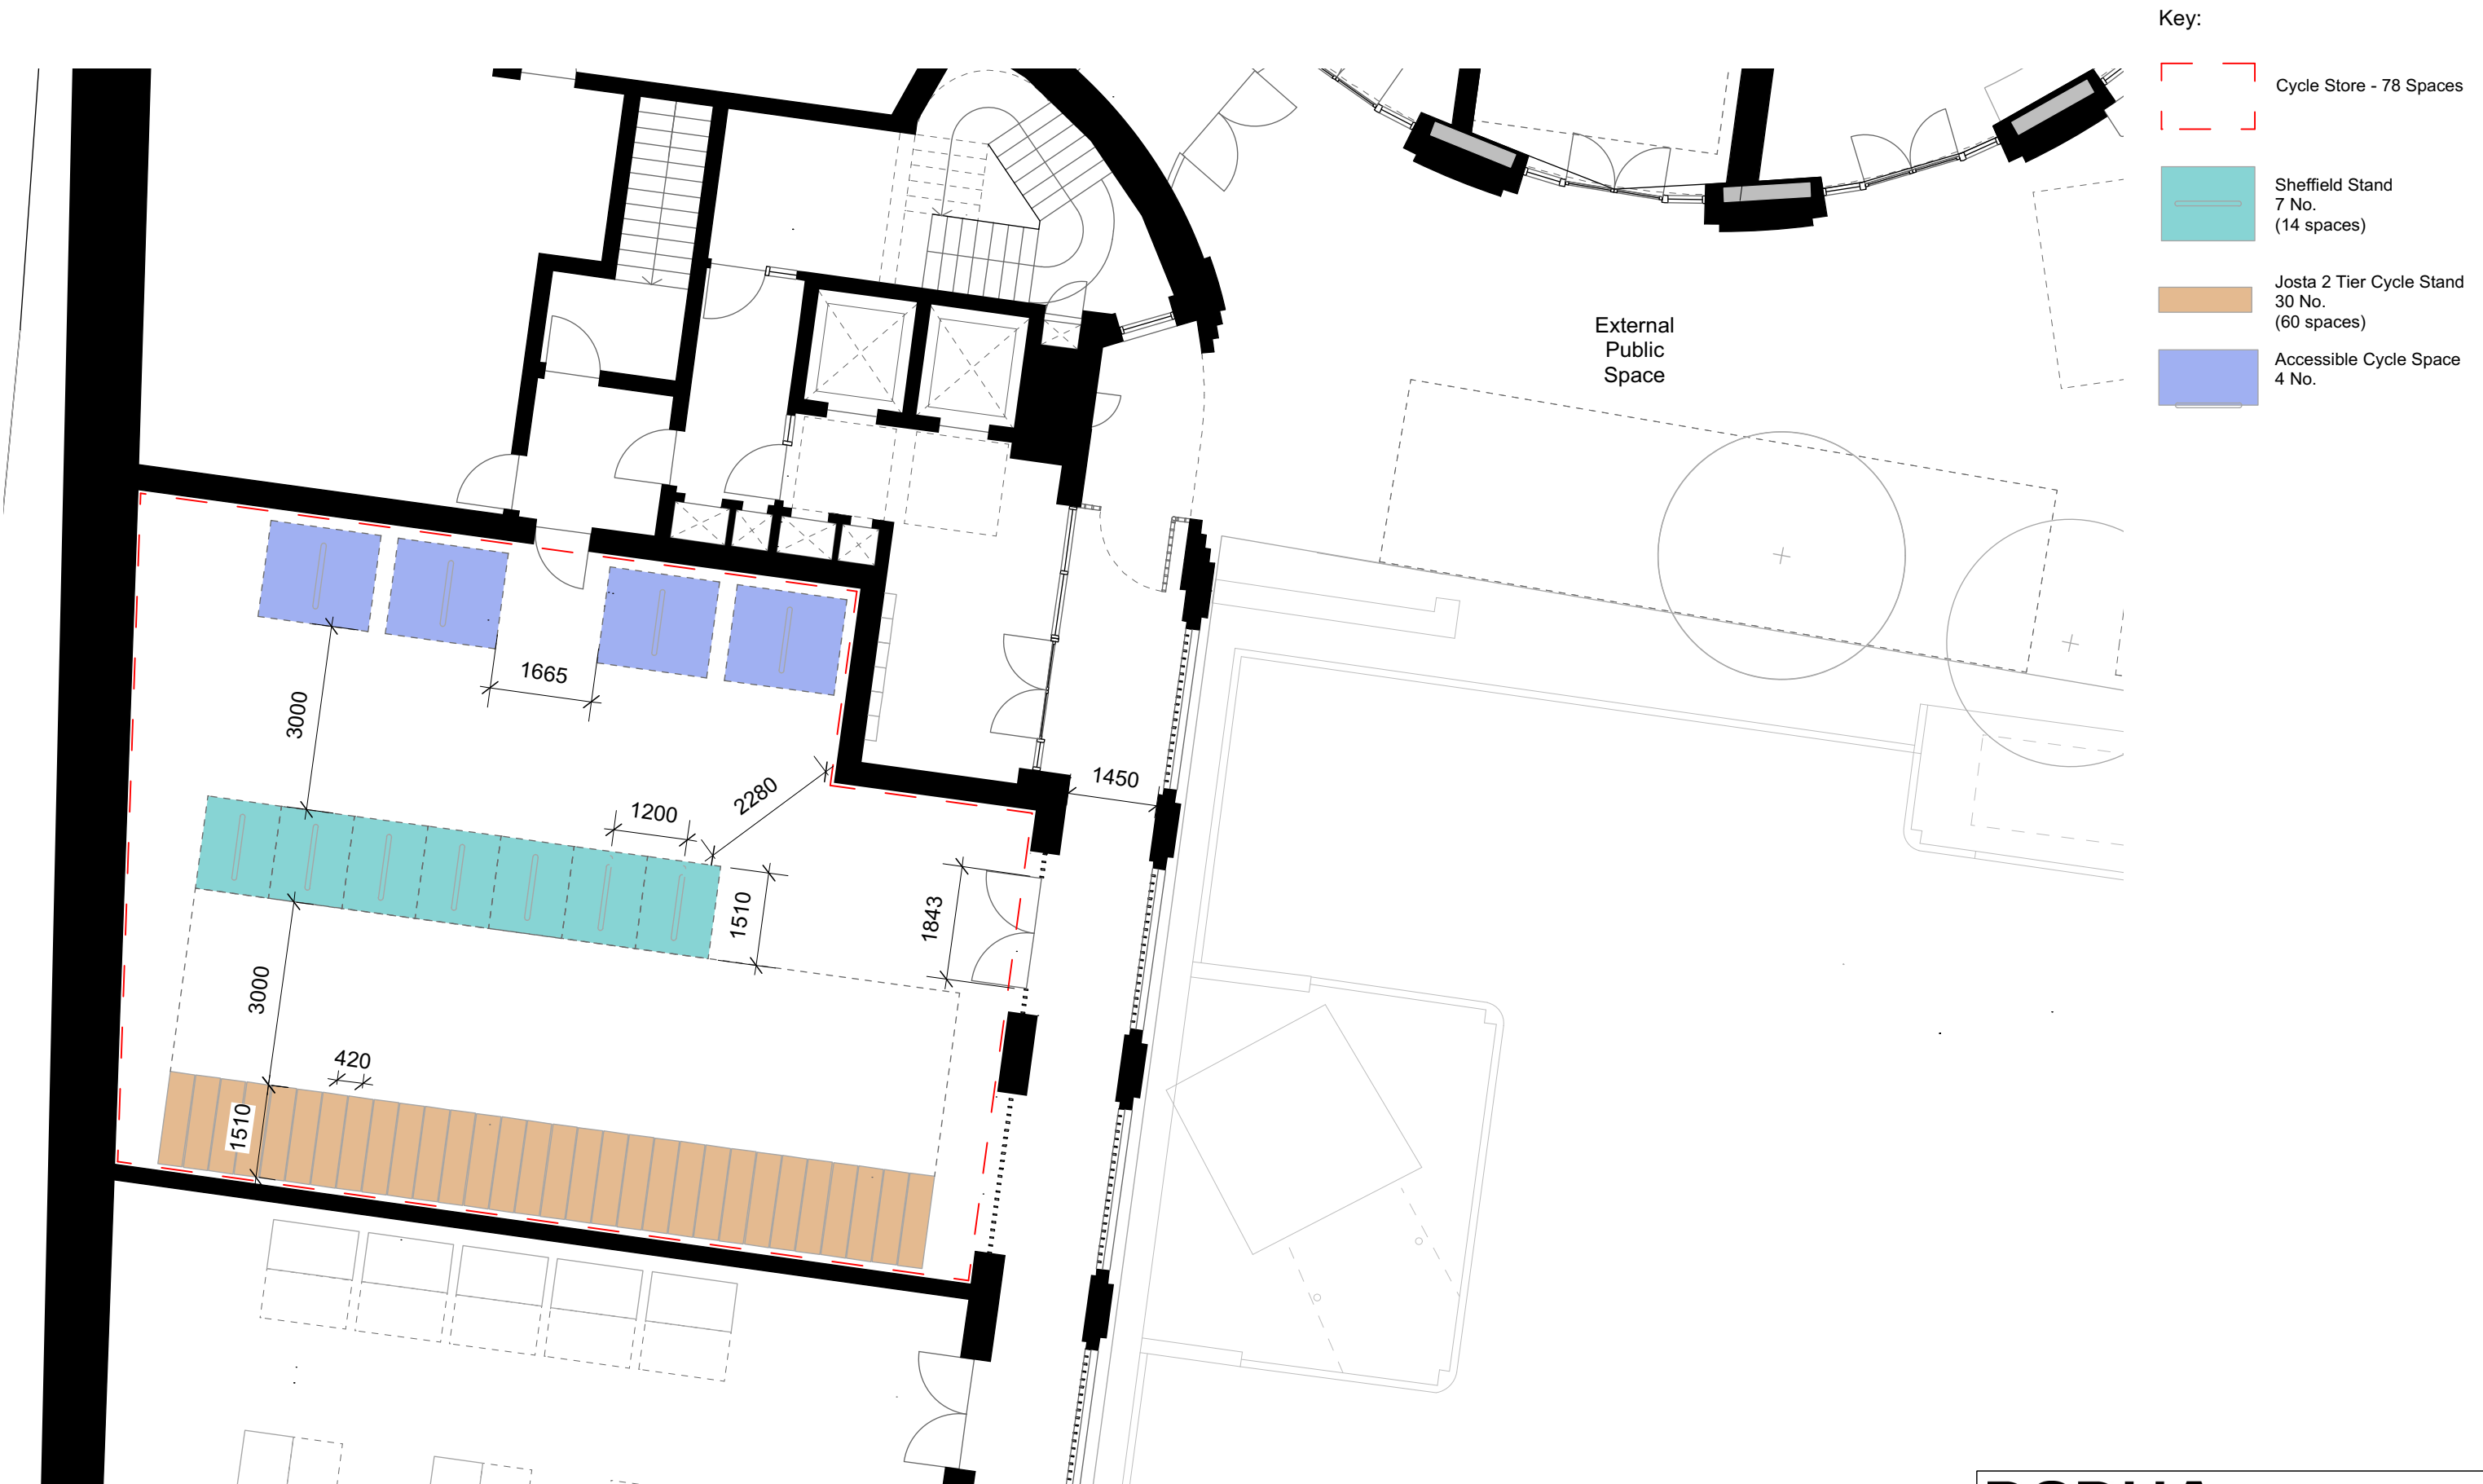 Key:
Cycle Store - 78 Spaces
Sheffield Stand
7 No.
(14 spaces)
Josta 2 Tier Cycle Stand
30 No.
(60 spaces)
Accessible Cycle Space
4 No.
External
Public
Space
1665
3000
2280
1450
1200
1510
1843
3000
420
1510